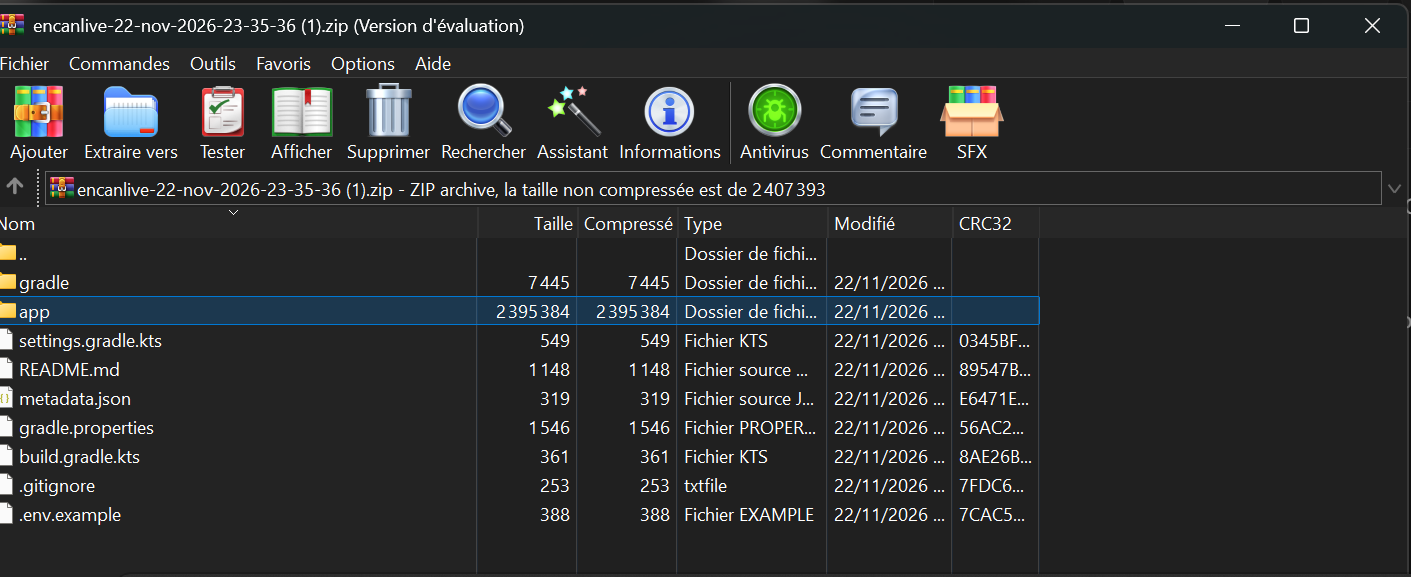 encanlive-22-nov-2026-23-35-36 (1).zip (Version d'évaluation)
Fichier Commandes Outils Favoris Options Aide
Ajouter Extraire vers Tester Afficher Supprimer Rechercher Assistant Informations Antivirus Commentaire SFX
encanlive-22-nov-2026-23-35-36 (1).zip - ZIP archive, la taille non compressée est de 2 407 393
Nom Taille Compressé Type Modifié CRC32
.. Dossier de fichi...
gradle 7 445 7 445 Dossier de fichi... 22/11/2026 ...
app 2 395 384 2 395 384 Dossier de fichi... 22/11/2026 ...
settings.gradle.kts 549 549 Fichier KTS 22/11/2026 ... 0345BF...
README.md 1 148 1 148 Fichier source ... 22/11/2026 ... 89547B...
metadata.json 319 319 Fichier source J... 22/11/2026 ... E6471E...
gradle.properties 1 546 1 546 Fichier PROPER... 22/11/2026 ... 56AC2...
build.gradle.kts 361 361 Fichier KTS 22/11/2026 ... 8AE26B...
.gitignore 253 253 txtfile 22/11/2026 ... 7FDC6...
.env.example 388 388 Fichier EXAMPLE 22/11/2026 ... 7CAC5...